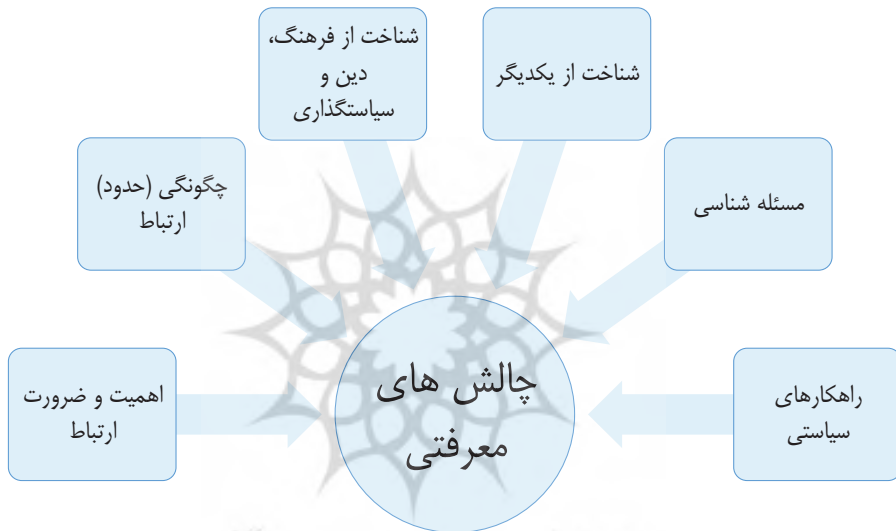 شناخت از یکدیگر
شناخت از فرهنگ،
دین و
سیاستگذاری
مسئله شناسی
چگونگی (حدود)
ارتباط
راهکارهای
سیاستی
اهمیت و ضرورت
ارتباط
چالش های
معرفتی